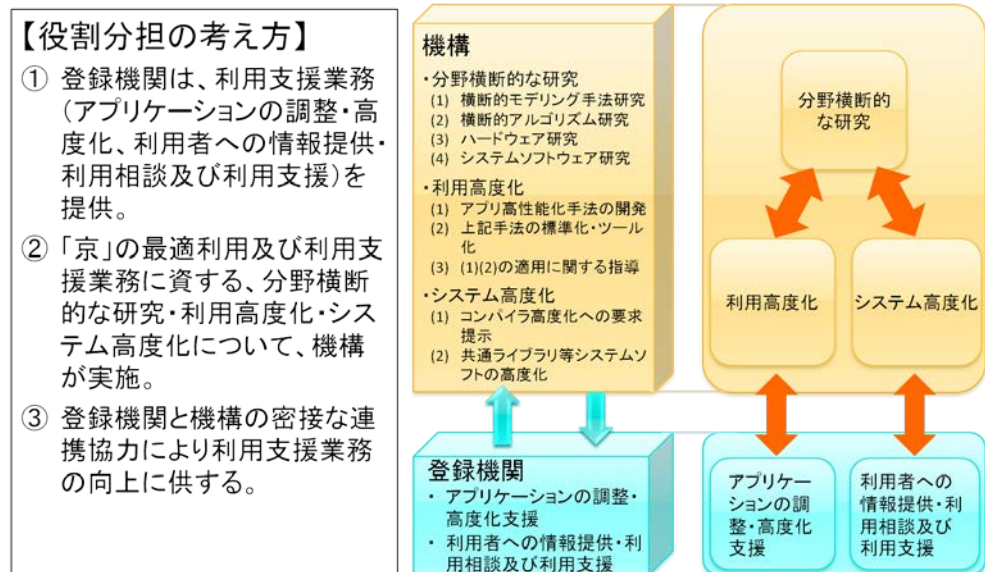 【役割分担の考え方】
① 登録機関は、利用支援業務
(アプリケーションの調整・高
度化、利用者への情報提供・
利用相談及び利用支援)を
提供。
② 「京」の最適利用及び利用支
援業務に資する、分野横断
的な研究・利用高度化・シス
テム高度化について、機構
が実施。
③ 登録機関と機構の密接な連
携協力により利用支援業務
の向上に供する。
機構
・分野横断的な研究
(1) 横断的モデリング手法研究
(2) 横断的アルゴリズム研究
(3) ハードウェア研究
(4) システムソフトウェア研究
・利用高度化
(1) アプリ高性能化手法の開発
(2) 上記手法の標準化・ツール
化
(3) (1)(2)の適用に関する指導
・システム高度化
(1) コンパイラ高度化への要求
提示
(2) 共通ライブラリ等システムソ
フトの高度化
登録機関
・ アプリケーションの調整・
高度化支援
・ 利用者への情報提供・利
用相談及び利用支援
分野横断的
な研究
利用高度化
システム高度化
アプリケー
ションの調
整・高度化
支援
利用者への
情報提供・利
用相談及び
利用支援